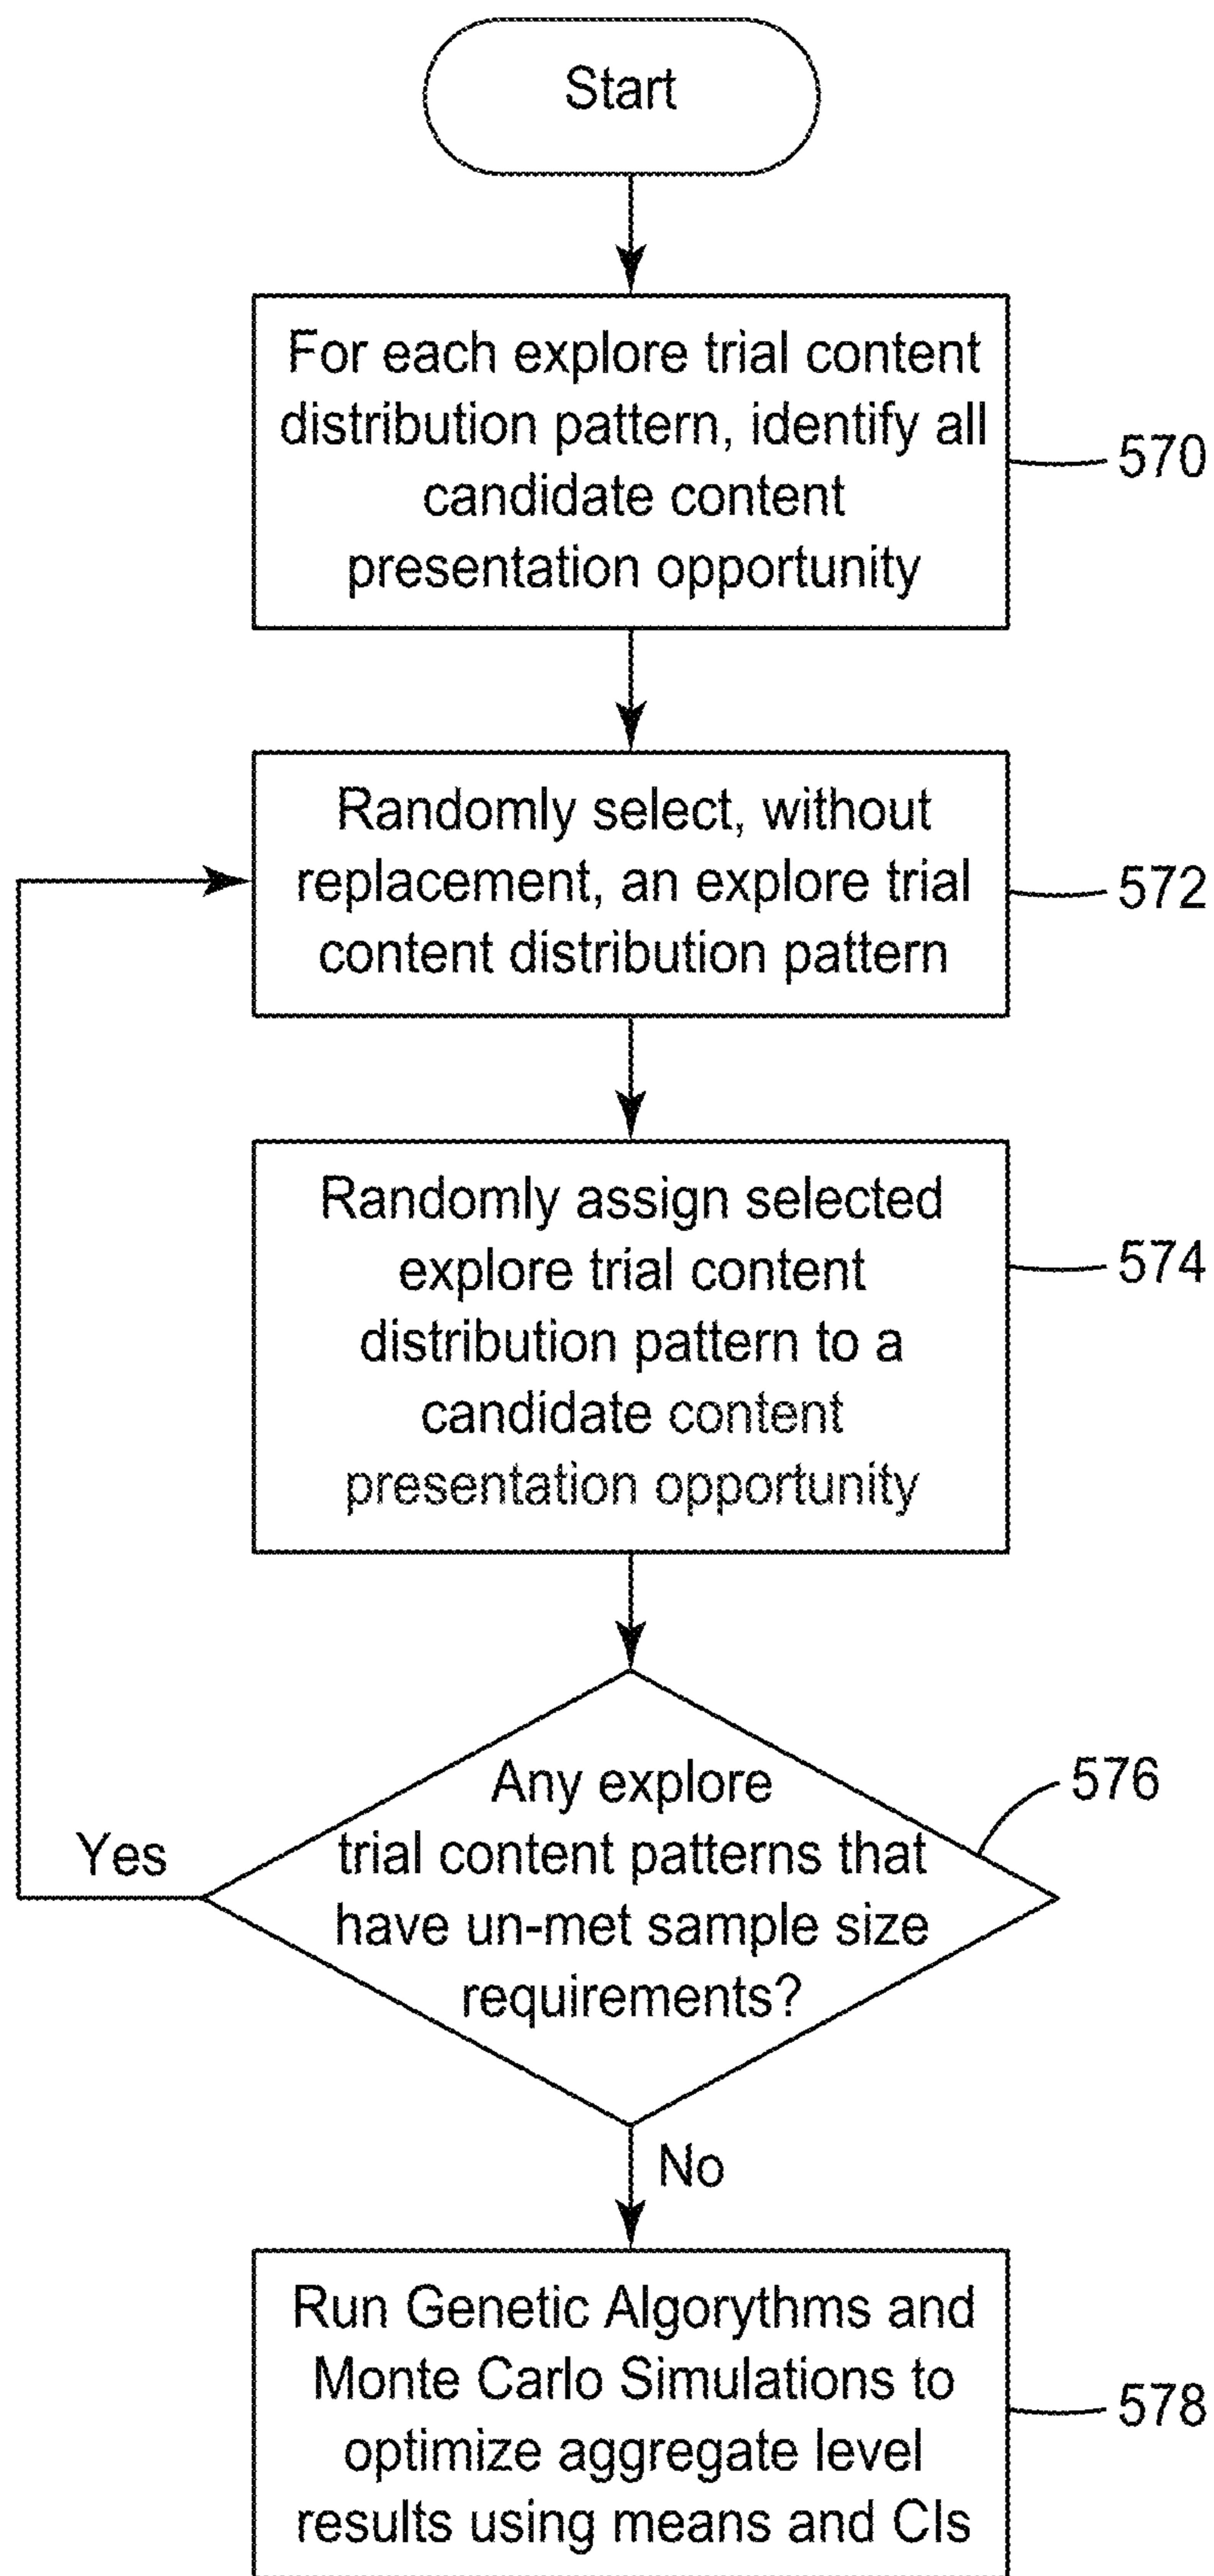 Start
For each explore trial content
distribution pattern, identify all
candidate content
presentation opportunity
570
Randomly select, without
replacement, an explore trial
content distribution pattern
572
Randomly assign selected
explore trial content
distribution pattern to a
candidate content
presentation opportunity
574
Any explore
trial content patterns that
have un-met sample size
requirements?
576
Yes
No
Run Genetic Algorythms and
Monte Carlo Simulations to
optimize aggregate level
results using means and CIs
578